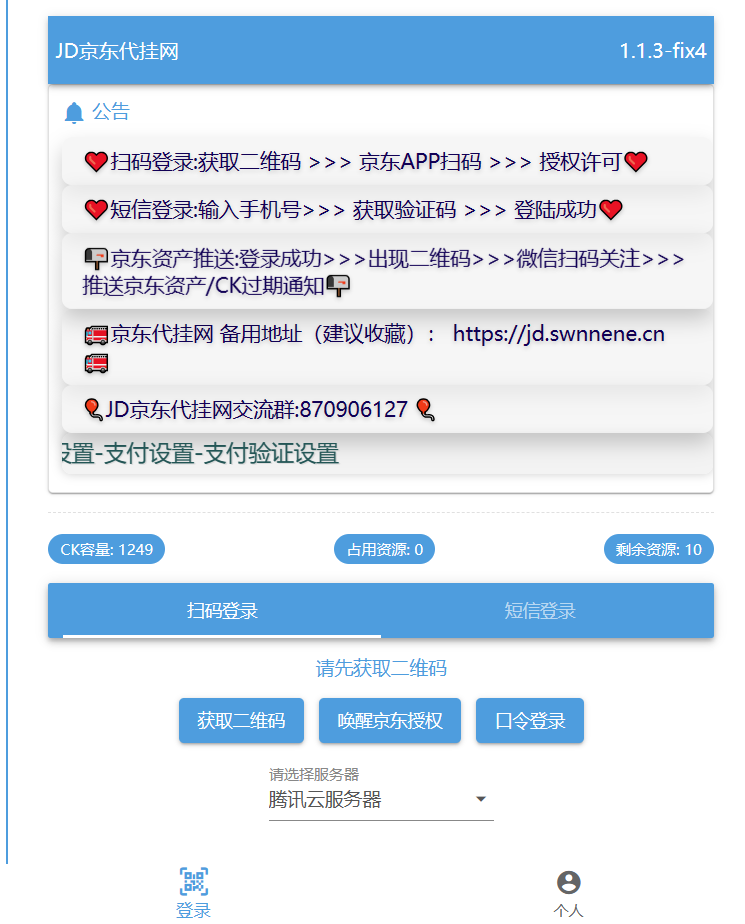 JD京东代挂网
1.1.3-fix4
公告
扫码登录:获取二维码 >>> 京东APP扫码 >>> 授权许可
短信登录:输入手机号>>> 获取验证码 >>> 登陆成功
京东资产推送:登录成功>>>出现二维码>>>微信扫码关注>>>
推送京东资产/CK过期通知
京东代挂网 备用地址（建议收藏）： https://jd.swnnene.cn
JD京东代挂网交流群:870906127
设置-支付设置-支付验证设置
CK容量: 1249
占用资源: 0
剩余资源: 10
扫码登录
短信登录
请先获取二维码
获取二维码
唤醒京东授权
口令登录
请选择服务器
腾讯云服务器
登录
个人